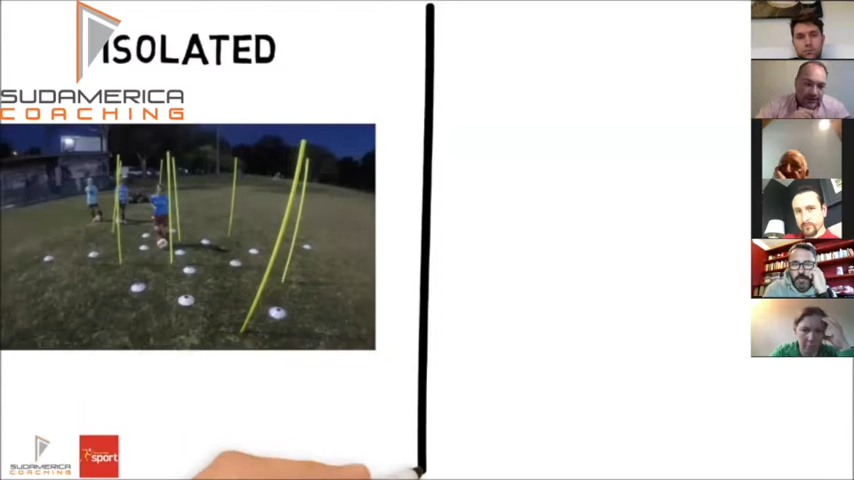 ISOLATED
SUDAMERICA
COACHING
SUDAMERICA
COACHING
sport